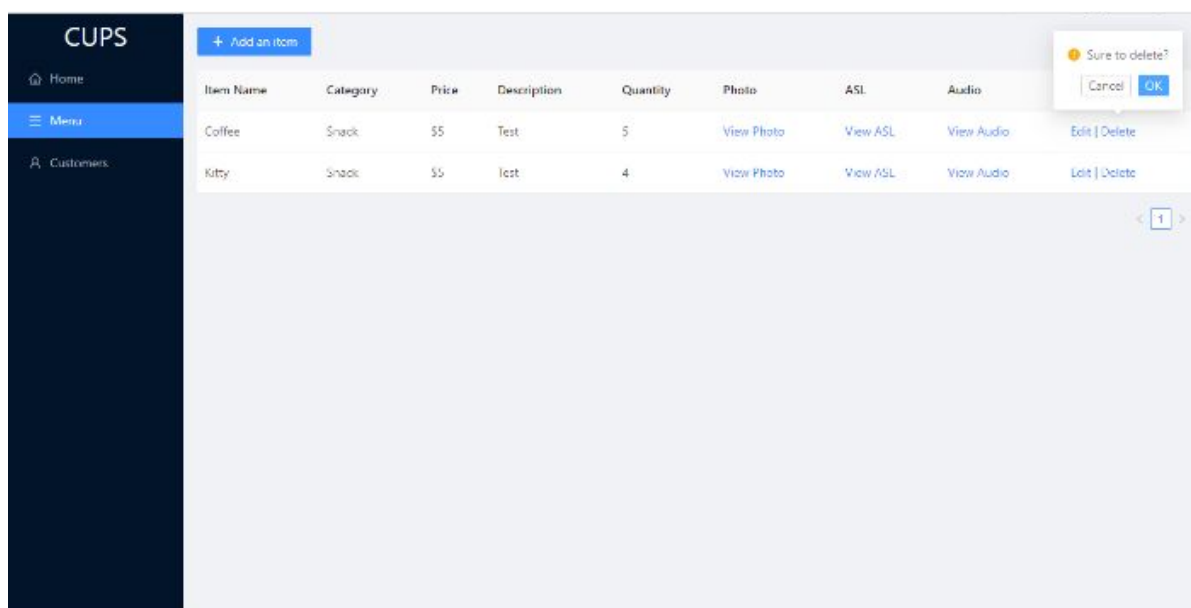 CUPS
+ Add an item
Sure to delete?
Cancel OK
Home
Menu
Customers
Item Name Category Price Description Quantity Photo ASL Audio
Coffee Snack $5 Test 5 View Photo View ASL View Audio Edit | Delete
Kitty Snack $5 Test 4 View Photo View ASL View Audio Edit | Delete
< 1 >